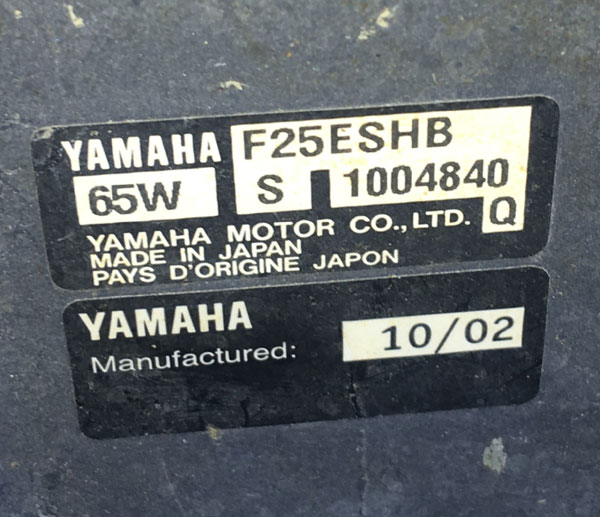 YAMAHA F25ESHB
65W S 1004840
YAMAHA MOTOR CO., LTD. Q
MADE IN JAPAN
PAYS D'ORIGINE JAPON
YAMAHA
Manufactured: 10/02